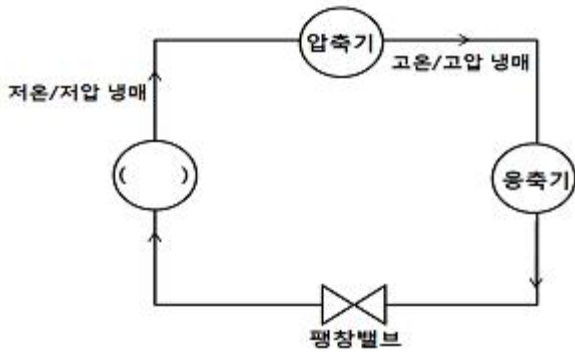 압축기
저온/저압 냉매
고온/고압 냉매
(          )
응축기
팽창밸브